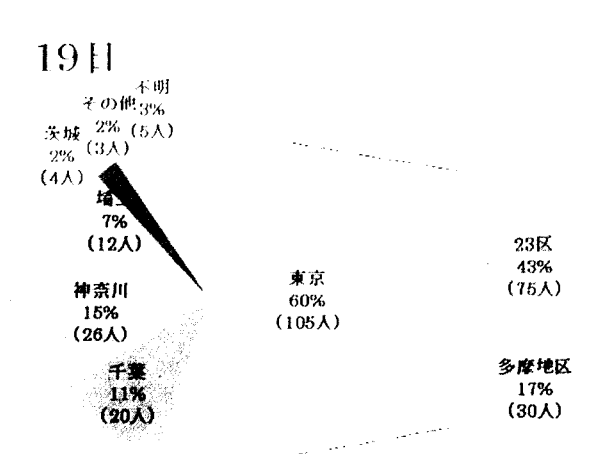 19日
不明
3%
(5人)
その他
2%
(3人)
茨城
2%
(4人)
埼玉
7%
(12人)
神奈川
15%
(26人)
千葉
11%
(20人)
東京
60%
(105人)
23区
43%
(75人)
多摩地区
17%
(30人)